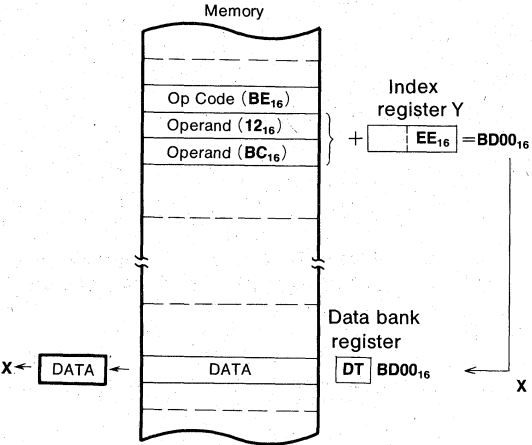 Memory
Op Code (BE₁₆)
Operand (12₁₆)
Operand (BC₁₆)
Index
register Y
+ EE₁₆ =BD00₁₆
Data bank
register
X← DATA ← DATA DT BD00₁₆
X